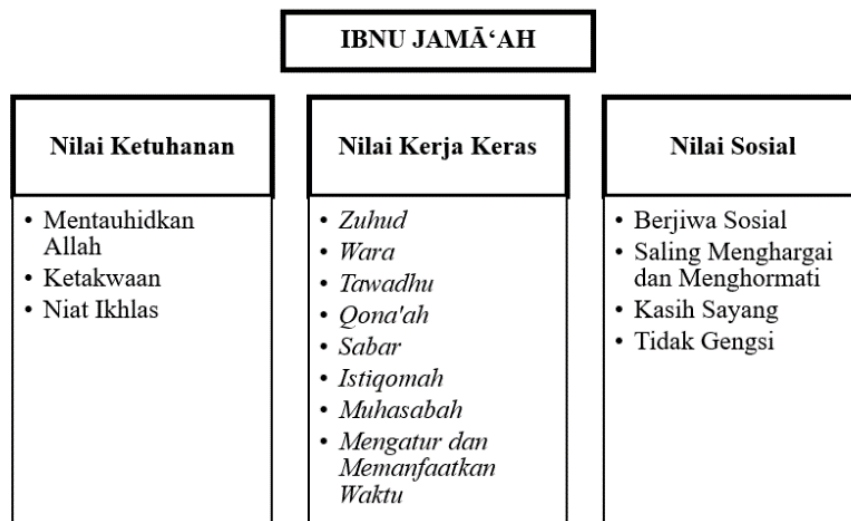 IBNU JAMĀ‘AH
Nilai Ketuhanan
• Mentauhidkan
Allah
• Ketakwaan
• Niat Ikhlas
Nilai Kerja Keras
• Zuhud
• Wara
• Tawadhu
• Qona'ah
• Sabar
• Istiqomah
• Muhasabah
• Mengatur dan
Memanfaatkan
Waktu
Nilai Sosial
• Berjiwa Sosial
• Saling Menghargai
dan Menghormati
• Kasih Sayang
• Tidak Gengsi